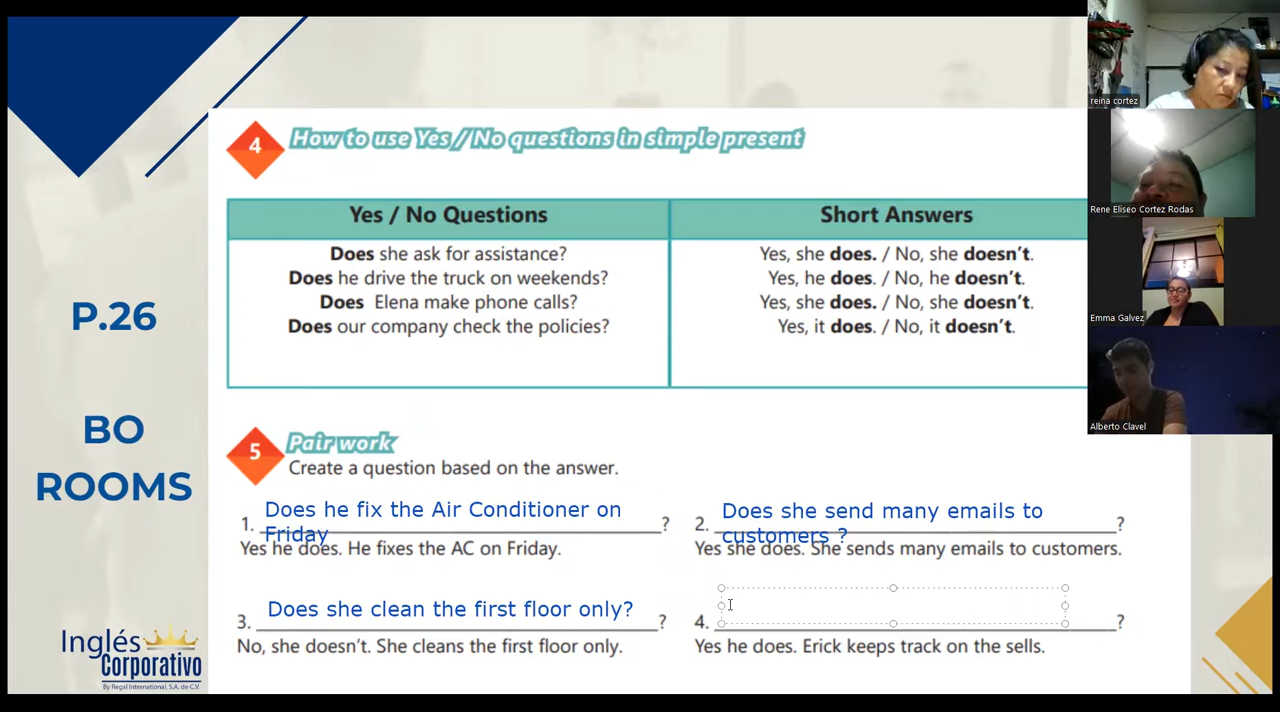 reina cortez
4
How to use Yes / No questions in simple present
Yes / No Questions
Short Answers
Does she ask for assistance?
Yes, she does. / No, she doesn't.
Does he drive the truck on weekends?
Yes, he does. / No, he doesn't.
Does Elena make phone calls?
Yes, she does. / No, she doesn't.
Does our company check the policies?
Yes, it does. / No, it doesn't.
Rene Eliseo Cortez Rodas
Emma Galvez
Alberto Clavel
P.26
BO
ROOMS
5
Pair work
Create a question based on the answer.
1. Does he fix the Air Conditioner on
Friday ?
Yes he does. He fixes the AC on Friday.
2. Does she send many emails to
customers ? ?
Yes she does. She sends many emails to customers.
3. Does she clean the first floor only? ?
No, she doesn't. She cleans the first floor only.
4. ?
Yes he does. Erick keeps track on the sells.
Inglés
Corporativo
By Regal International, S.A. de C.V.